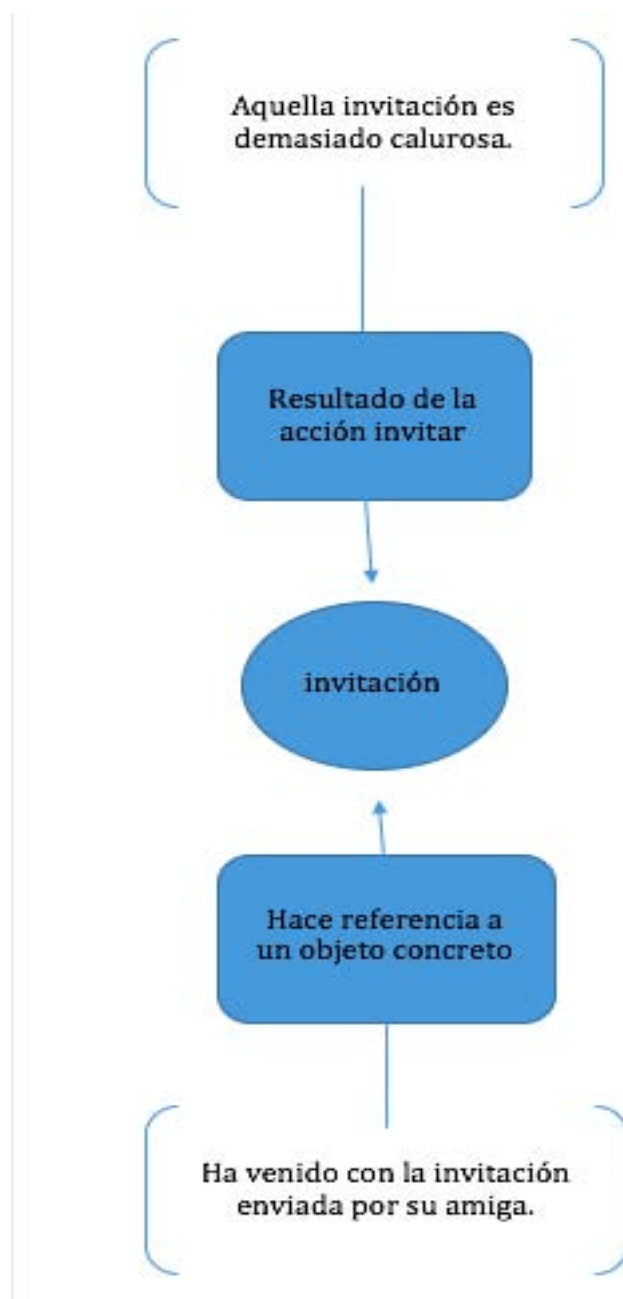 Aquella invitación es
demasiado calurosa.
Resultado de la
acción invitar
invitación
Hace referencia a
un objeto concreto
Ha venido con la invitación
enviada por su amiga.